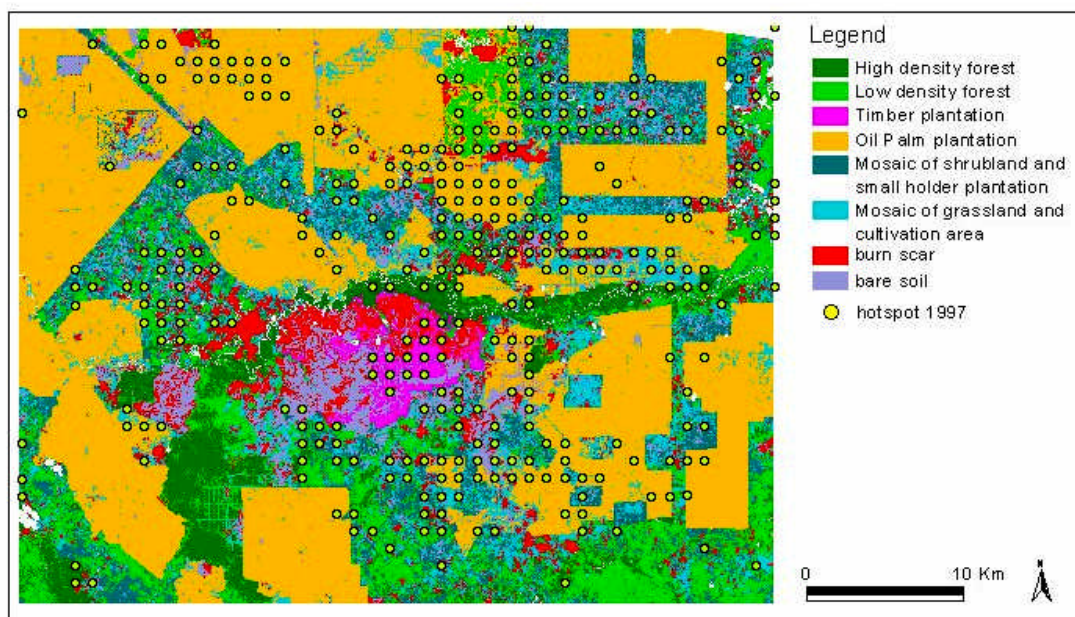 Legend
High density forest
Low density forest
Timber plantation
Oil Palm plantation
Mosaic of shrubland and
small holder plantation
Mosaic of grassland and
cultivation area
burn scar
bare soil
hotspot 1997
0 10 Km
N